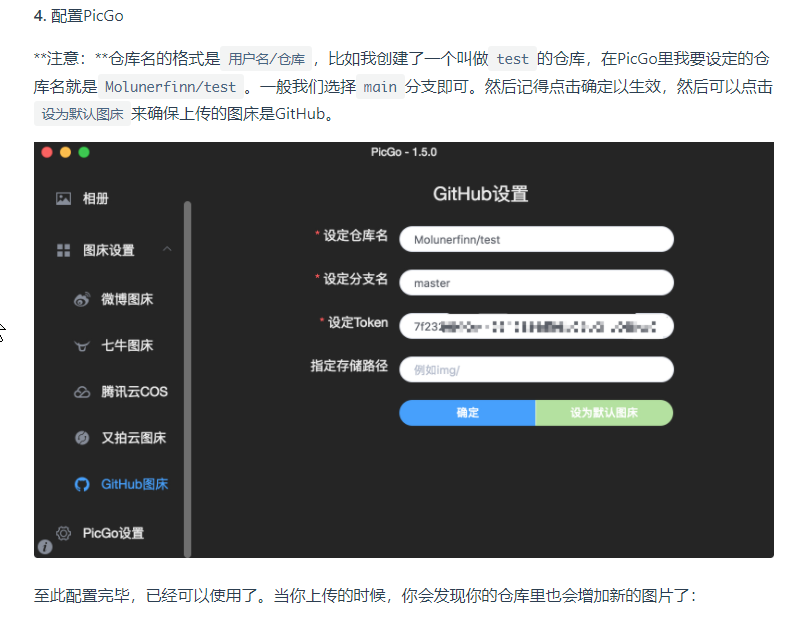 4. 配置PicGo
**注意：**仓库名的格式是 用户名/仓库 ，比如我创建了一个叫做 test 的仓库，在PicGo里我要设定的仓
库名就是 Molunerfinn/test 。一般我们选择 main 分支即可。然后记得点击确定以生效，然后可以点击
设为默认图床 来确保上传的图床是GitHub。
PicGo - 1.5.0
相册
图床设置
微博图床
七牛图床
腾讯云COS
又拍云图床
GitHub图床
PicGo设置
GitHub设置
* 设定仓库名 Molunerfinn/test
* 设定分支名 master
* 设定Token 7f232
指定存储路径 例如img/
确定 设为默认图床
至此配置完毕，已经可以使用了。当你上传的时候，你会发现你的仓库里也会增加新的图片了：